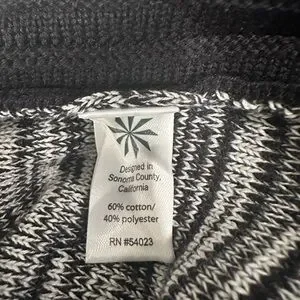 Designed in
Sonoma County,
California
60% cotton/
40% polyester
RN #54023